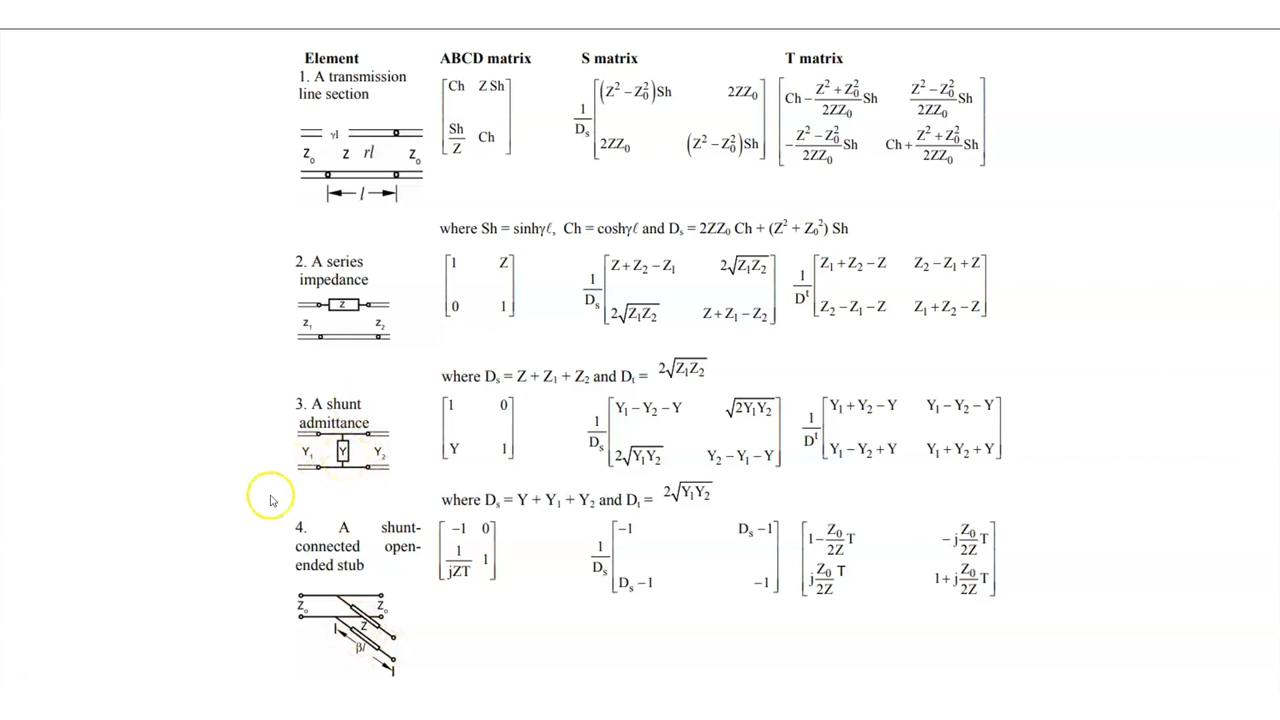 Element ABCD matrix S matrix T matrix
1. A transmission
line section
[Ch Z Sh
Sh/Z Ch]
1/Dₛ [(Z² – Z₀²)Sh 2ZZ₀
2ZZ₀ (Z² – Z₀²)Sh]
[Ch – (Z² + Z₀²)/2ZZ₀ Sh (Z² – Z₀²)/2ZZ₀ Sh
– (Z² – Z₀²)/2ZZ₀ Sh Ch + (Z² + Z₀²)/2ZZ₀ Sh]
γl
Zₒ Z rl Zₒ
l
where Sh = sinhγℓ, Ch = coshγℓ and Dₛ = 2ZZ₀ Ch + (Z² + Z₀²) Sh
2. A series
impedance
Z
Z₁ Z₂
[1 Z
0 1]
1/Dₛ [Z + Z₂ – Z₁ 2√Z₁Z₂
2√Z₁Z₂ Z + Z₁ – Z₂]
1/Dᵗ [Z₁ + Z₂ – Z Z₂ – Z₁ + Z
Z₂ – Z₁ – Z Z₁ + Z₂ – Z]
where Dₛ = Z + Z₁ + Z₂ and Dₜ = 2√Z₁Z₂
3. A shunt
admittance
Y₁ Y Y₂
[1 0
Y 1]
1/Dₛ [Y₁ – Y₂ – Y √2Y₁Y₂
2√Y₁Y₂ Y₂ – Y₁ – Y]
1/Dᵗ [Y₁ + Y₂ – Y Y₁ – Y₂ – Y
Y₁ – Y₂ + Y Y₁ + Y₂ + Y]
where Dₛ = Y + Y₁ + Y₂ and Dₜ = 2√Y₁Y₂
4. A shunt-
connected open-
ended stub
[–1 0
1/jZT 1]
1/Dₛ [–1 Dₛ – 1
Dₛ – 1 –1]
[1 – Z₀/2Z T –j Z₀/2Z T
j Z₀/2Z T 1 + j Z₀/2Z T]
Zₒ Zₒ
Z
βl